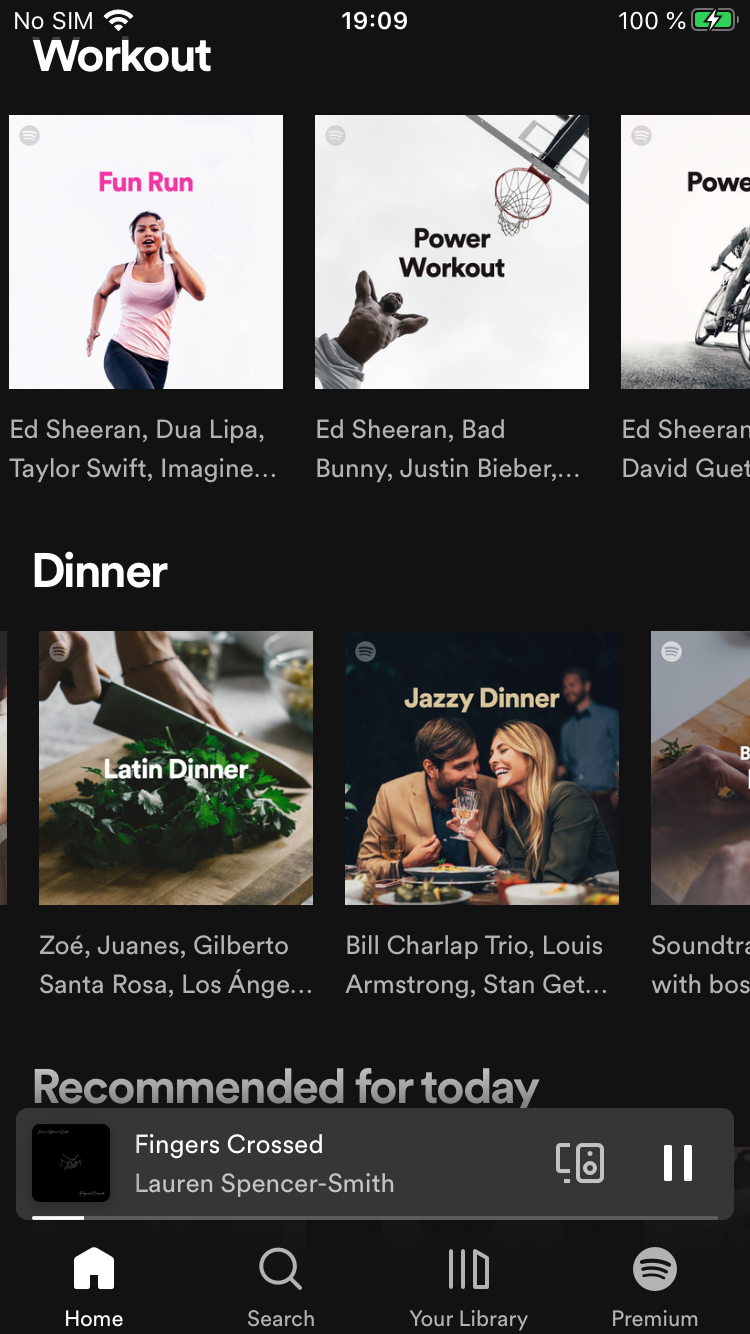 No SIM 19:09 100 %
Workout
Fun Run
Power
Workout
Powe
Ed Sheeran, Dua Lipa,
Taylor Swift, Imagine...
Ed Sheeran, Bad
Bunny, Justin Bieber,...
Ed Sheeran
David Guet
Dinner
Latin Dinner
Jazzy Dinner
B
Zoé, Juanes, Gilberto
Santa Rosa, Los Ánge...
Bill Charlap Trio, Louis
Armstrong, Stan Get...
Soundtra
with bos
Recommended for today
Fingers Crossed
Lauren Spencer-Smith
Home Search Your Library Premium